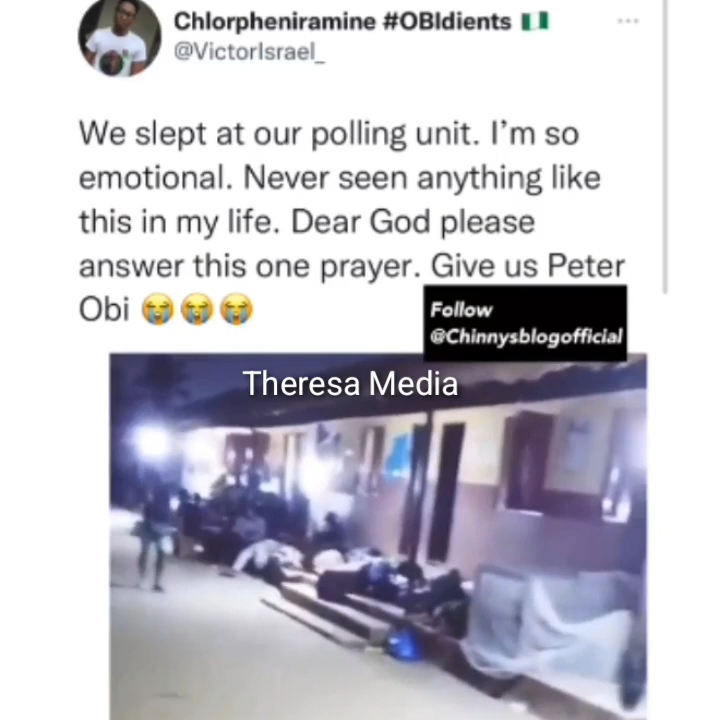 Chlorpheniramine #OBIdients 🇳🇬
@VictorIsrael_
We slept at our polling unit. I’m so
emotional. Never seen anything like
this in my life. Dear God please
answer this one prayer. Give us Peter
Obi 😭😭😭
Follow
@Chinnysblogofficial
Theresa Media